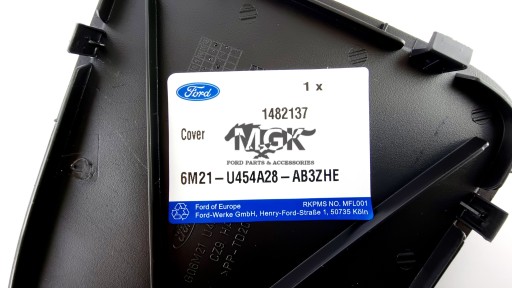 Ford
1 x
1482137
Cover
MGK
FORD PARTS & ACCESSORIES
6M21-U454A28-AB3ZHE
Ford of Europe
RKPMS NO. MFL001
Ford-Werke GmbH, Henry-Ford-Straße 1, 50735 Köln